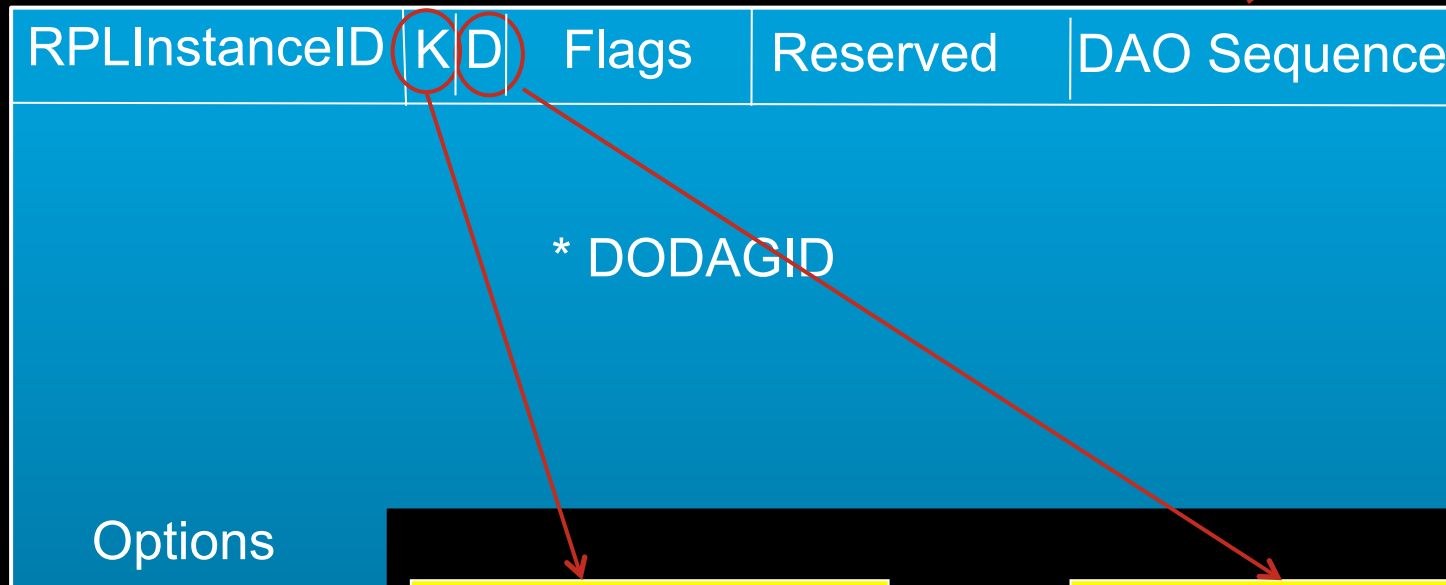 RPLInstanceID K D Flags Reserved DAO Sequence
* DODAGID
Options